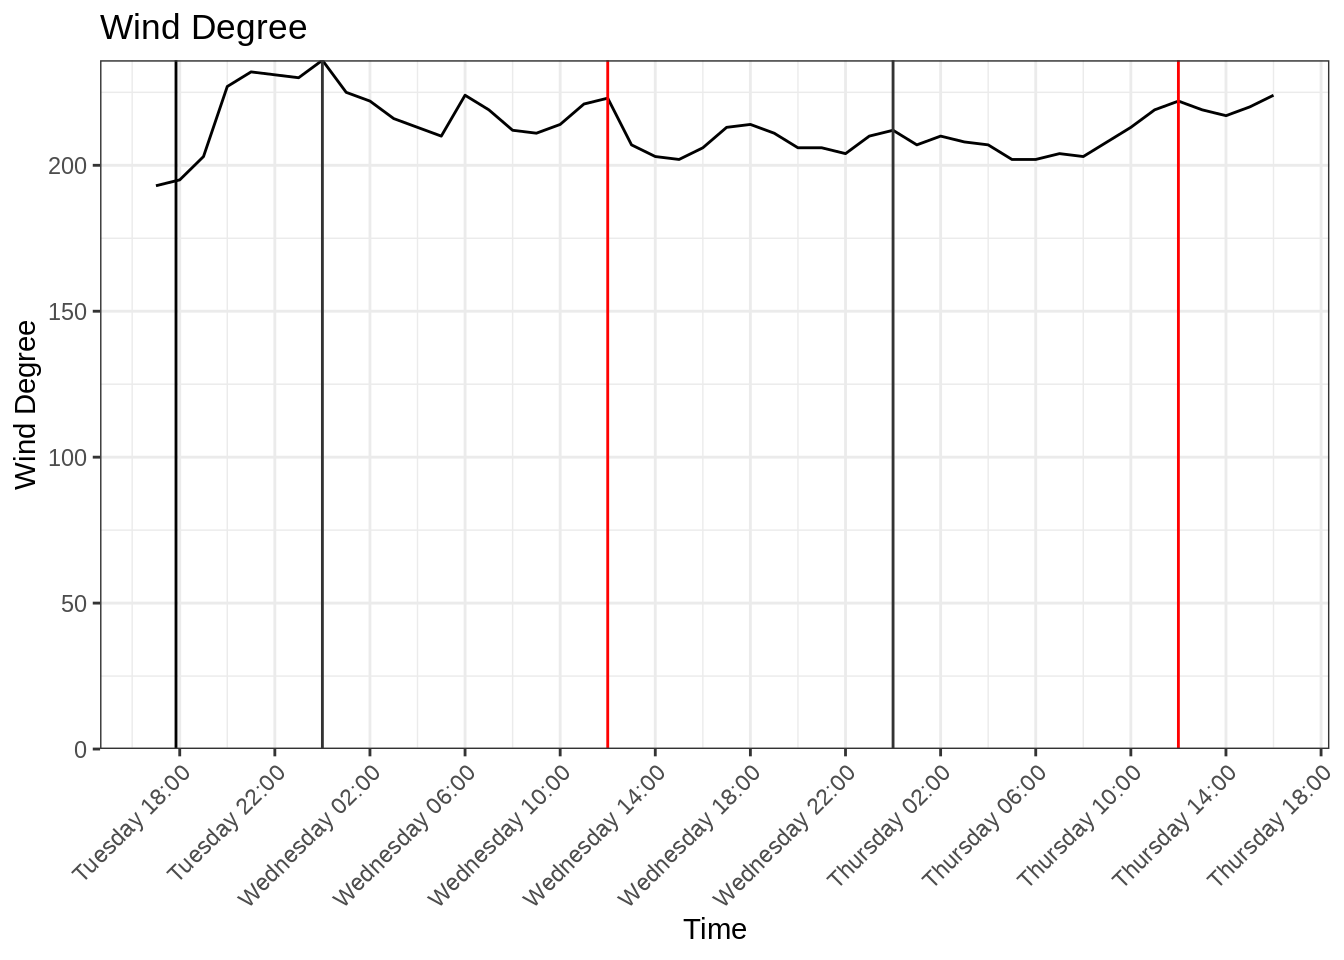 Wind Degree
Wind Degree
200
150
100
50
0
Tuesday 18:00
Tuesday 22:00
Wednesday 02:00
Wednesday 06:00
Wednesday 10:00
Wednesday 14:00
Wednesday 18:00
Wednesday 22:00
Thursday 02:00
Thursday 06:00
Thursday 10:00
Thursday 14:00
Thursday 18:00
Time